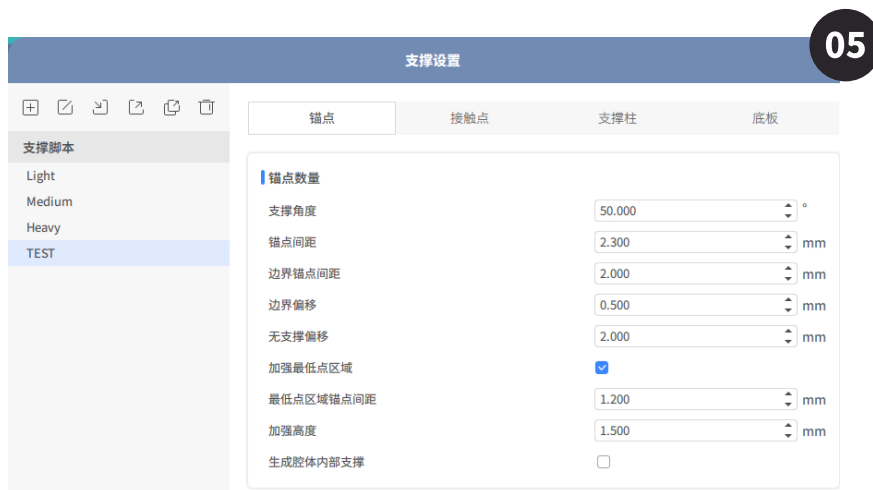 05
支撑设置
锚点
接触点
支撑柱
底板
支撑脚本
Light
Medium
Heavy
TEST
锚点数量
支撑角度 50.000 °
锚点间距 2.300 mm
边界锚点间距 2.000 mm
边界偏移 0.500 mm
无支撑偏移 2.000 mm
加强最低点区域
最低点区域锚点间距 1.200 mm
加强高度 1.500 mm
生成腔体内部支撑